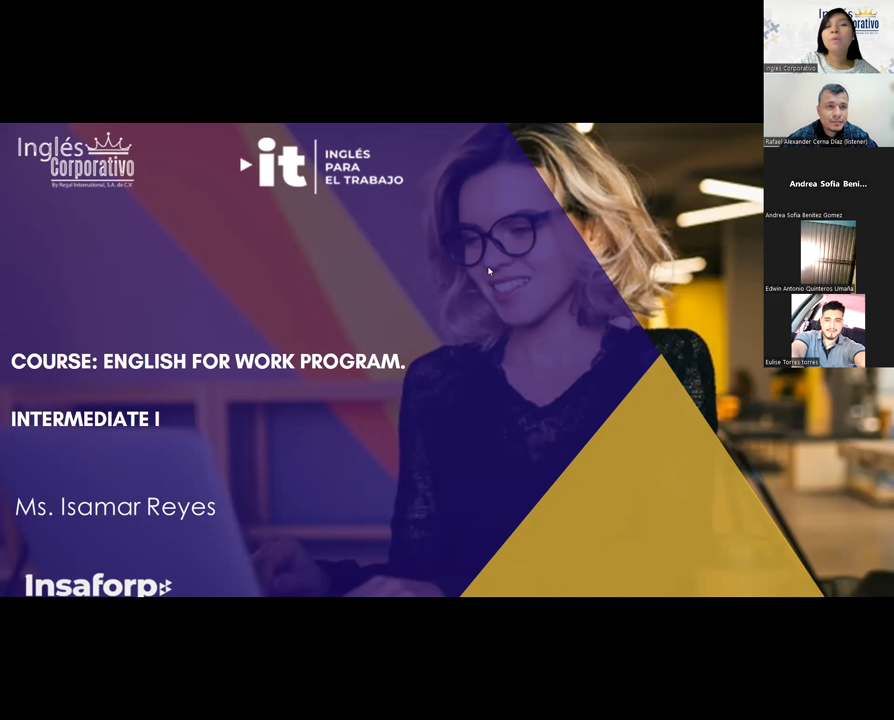 Inglés
Corporativo
By Regal International, S.A. de C.V.
it
INGLÉS
PARA
EL TRABAJO
COURSE: ENGLISH FOR WORK PROGRAM.
INTERMEDIATE I
Ms. Isamar Reyes
Insaforp
Inglés Corporativo
Rafael Alexander Cerna Díaz (listener)
Andrea Sofia Beni...
Andrea Sofia Benitez Gomez
Edwin Antonio Quinteros Umaña
Eulise Torres torres